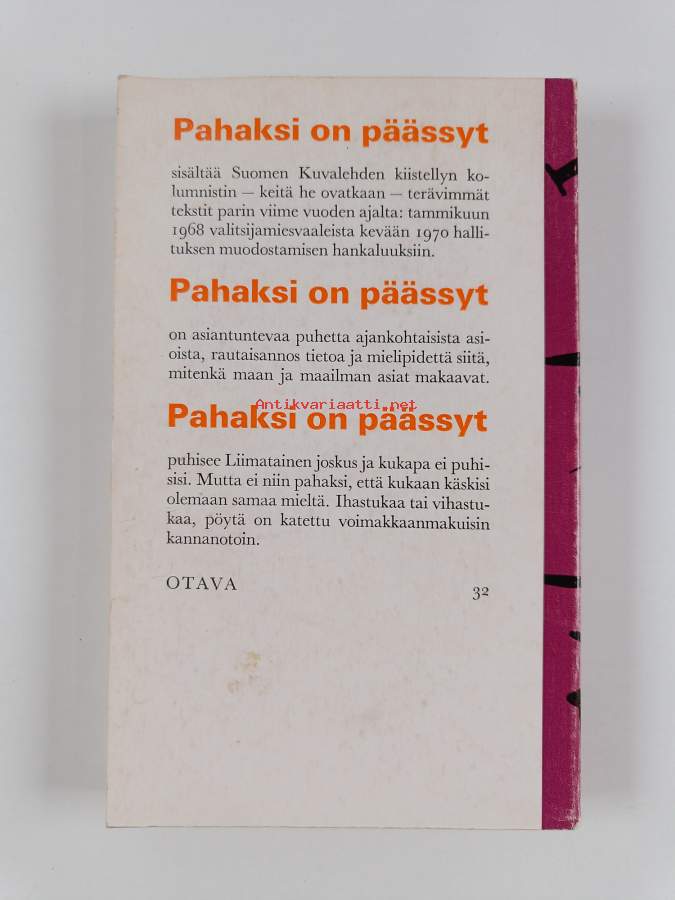 Pahaksi on päässyt
sisältää Suomen Kuvalehden kiistellyn ko-
lumnistin — keitä he ovatkaan — terävimmät
tekstit parin viime vuoden ajalta: tammikuun
1968 valitsijamiesvaaleista kevään 1970 halli-
tuksen muodostamisen hankaluuksiin.
Pahaksi on päässyt
on asiantuntevaa puhetta ajankohtaisista asi-
oista, rautaisannos tietoa ja mielipidettä siitä,
mitenkä maan ja maailman asiat makaavat.
Antikvariaatti.net
Pahaksi on päässyt
puhisee Liimatainen joskus ja kukapa ei puhi-
sisi. Mutta ei niin pahaksi, että kukaan käskisi
olemaan samaa mieltä. Ihastukaa tai vihastu-
kaa, pöytä on katettu voimakkaanmakuisin
kannanotoin.
OTAVA 32